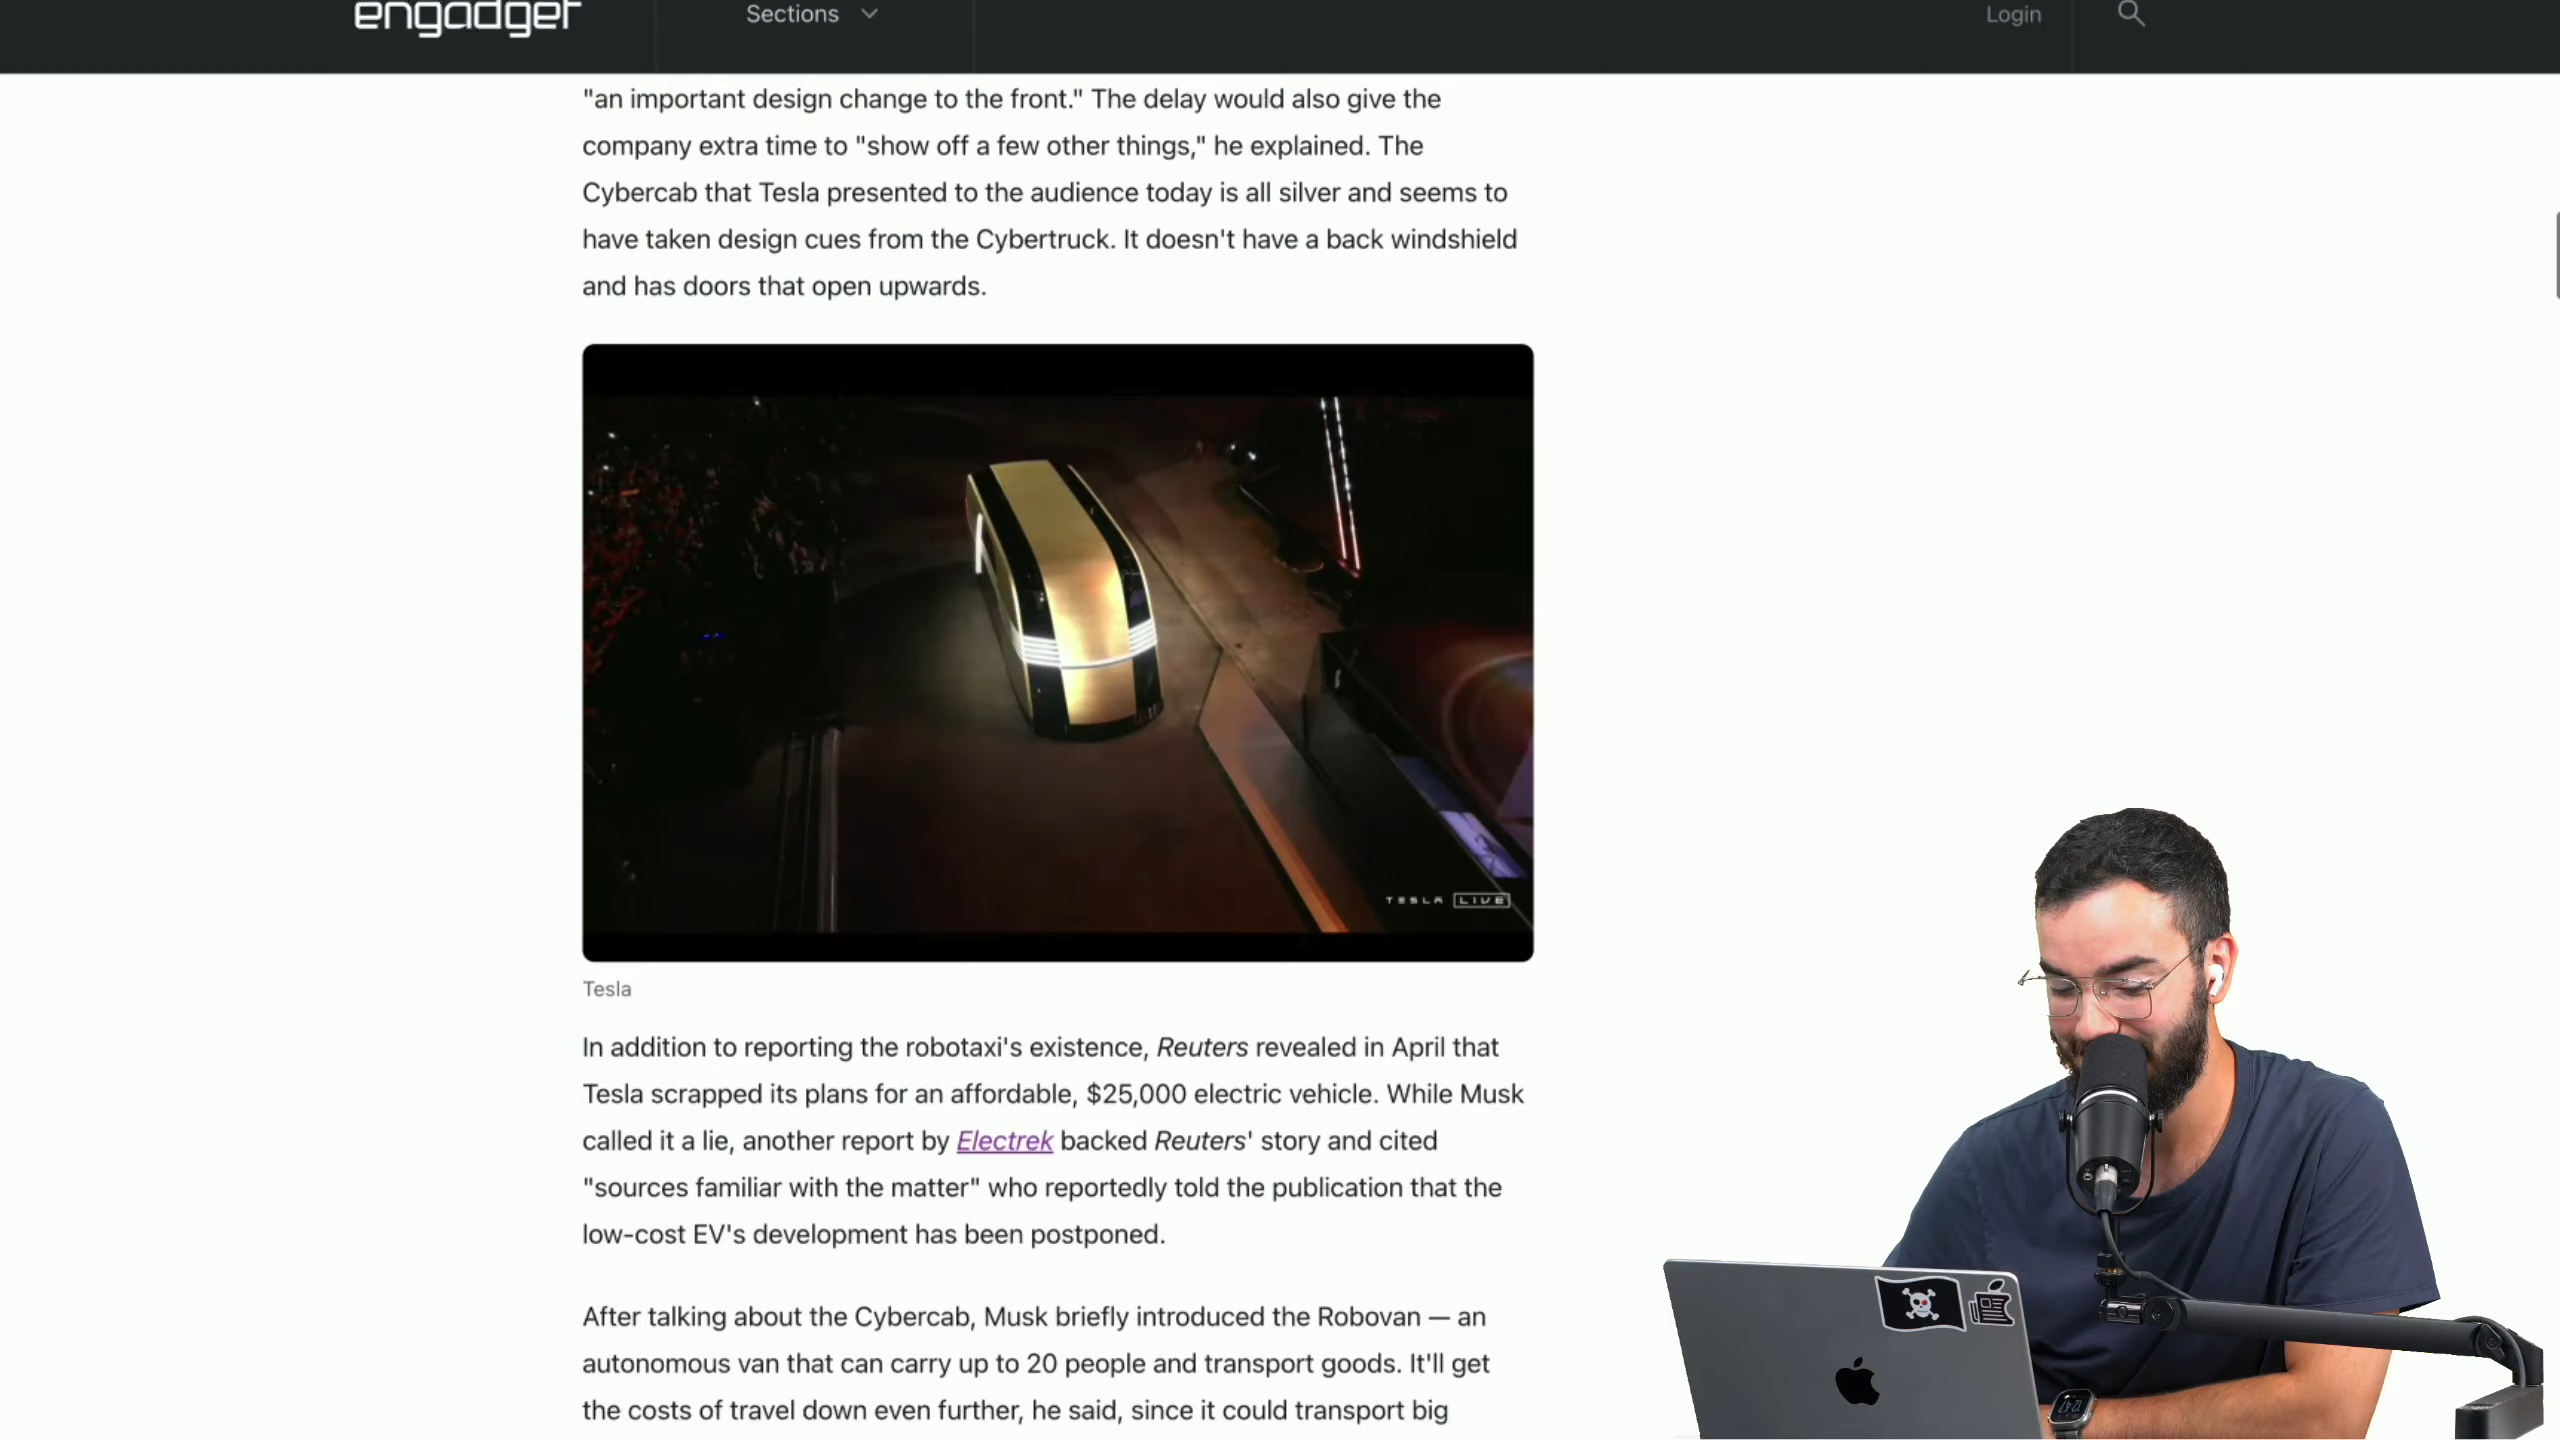 engadget
Sections
Login
"an important design change to the front." The delay would also give the
company extra time to "show off a few other things," he explained. The
Cybercab that Tesla presented to the audience today is all silver and seems to
have taken design cues from the Cybertruck. It doesn't have a back windshield
and has doors that open upwards.
TESLA LIVE
Tesla
In addition to reporting the robotaxi's existence, Reuters revealed in April that
Tesla scrapped its plans for an affordable, $25,000 electric vehicle. While Musk
called it a lie, another report by Electrek backed Reuters' story and cited
"sources familiar with the matter" who reportedly told the publication that the
low-cost EV's development has been postponed.
After talking about the Cybercab, Musk briefly introduced the Robovan — an
autonomous van that can carry up to 20 people and transport goods. It'll get
the costs of travel down even further, he said, since it could transport big